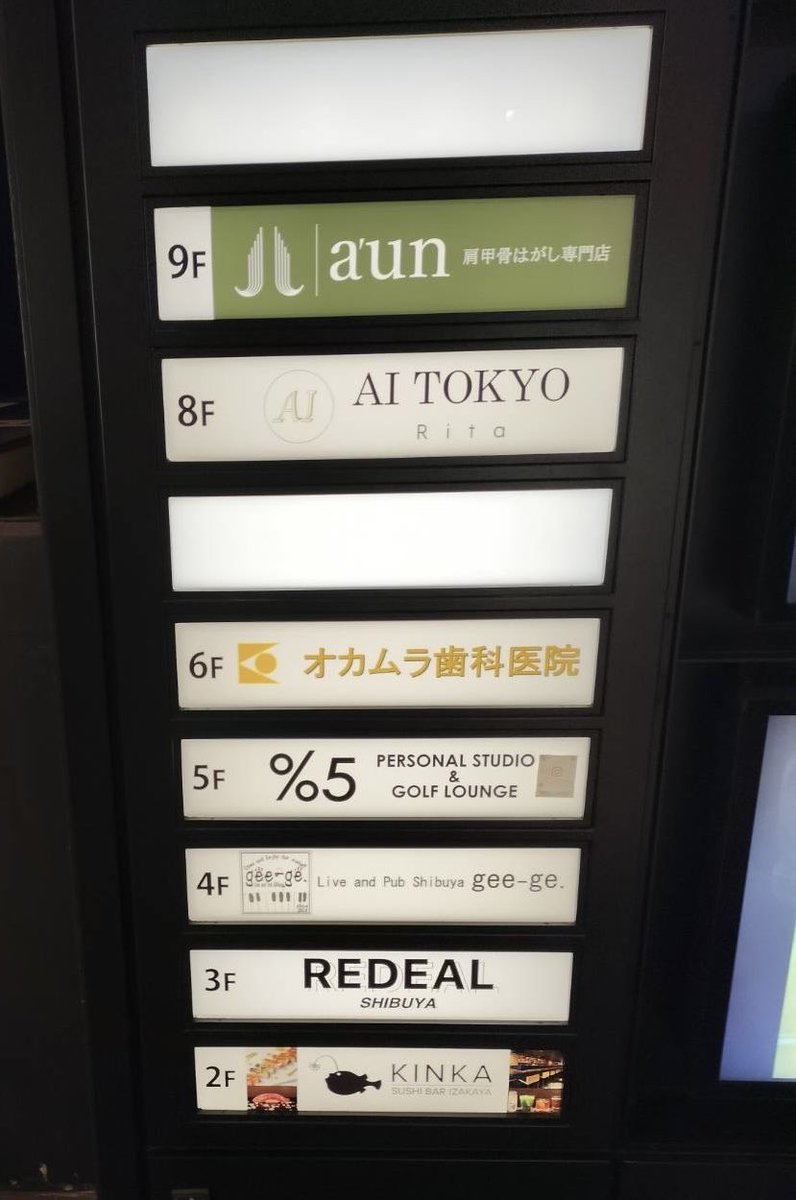 9F a'un 肩甲骨はがし専門店
8F AI AI TOKYO
Rita
6F オカムラ歯科医院
5F %5 PERSONAL STUDIO
&
GOLF LOUNGE
4F gee-ge. Live and Pub Shibuya gee-ge.
3F REDEAL
SHIBUYA
2F KINKA
SUSHI BAR IZAKAYA